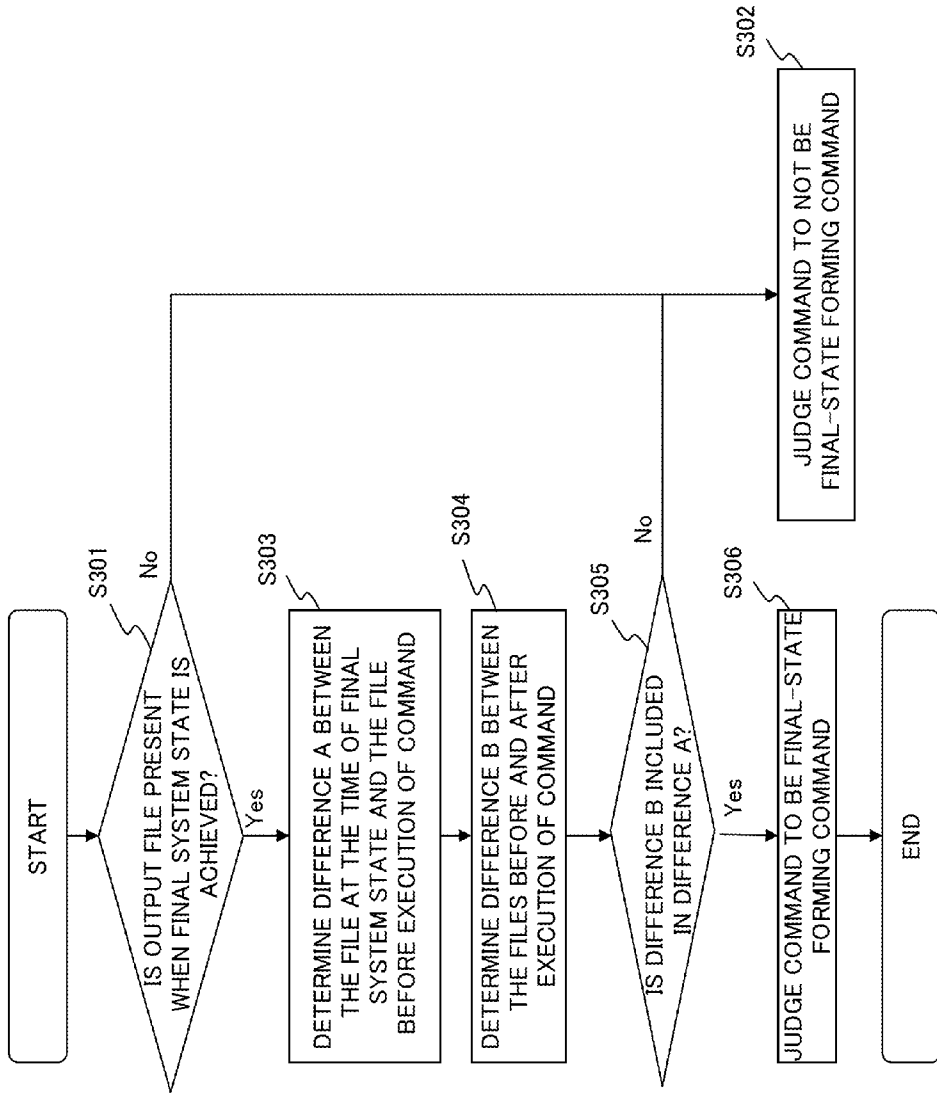 START
S301
IS OUTPUT FILE PRESENT
WHEN FINAL SYSTEM STATE IS
ACHIEVED?
No
Yes
S303
DETERMINE DIFFERENCE A BETWEEN
THE FILE AT THE TIME OF FINAL
SYSTEM STATE AND THE FILE
BEFORE EXECUTION OF COMMAND
S304
DETERMINE DIFFERENCE B BETWEEN
THE FILES BEFORE AND AFTER
EXECUTION OF COMMAND
S305
IS DIFFERENCE B INCLUDED
IN DIFFERENCE A?
No
Yes
S306
JUDGE COMMAND TO BE FINAL-STATE
FORMING COMMAND
S302
JUDGE COMMAND TO NOT BE
FINAL-STATE FORMING COMMAND
END